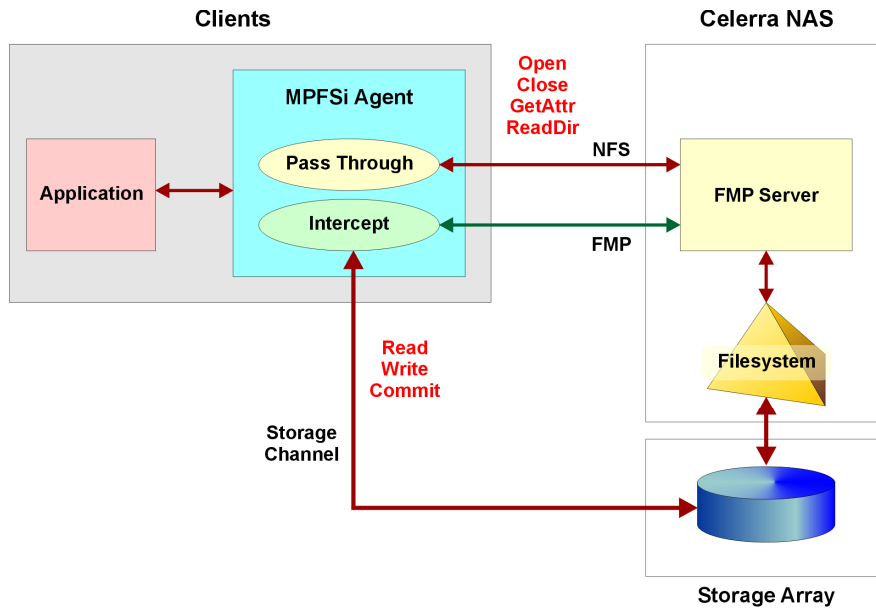 Clients
Celerra NAS
MPFSi Agent
Open
Close
GetAttr
ReadDir
Pass Through
NFS
Application
FMP Server
Intercept
FMP
Read
Write
Commit
Filesystem
Storage
Channel
Storage Array